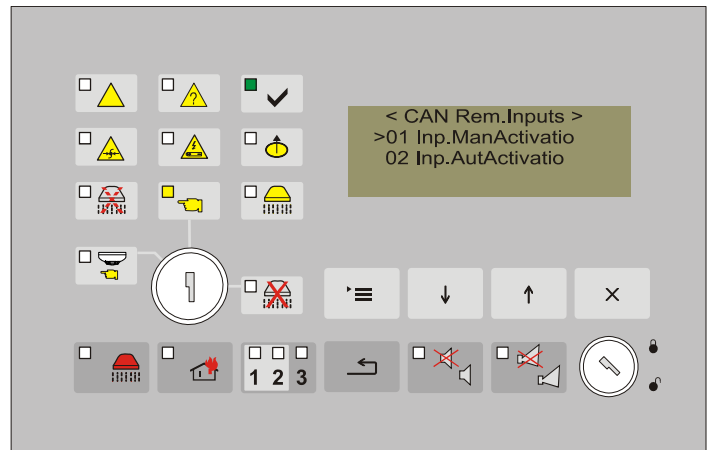 ?
< CAN Rem.Inputs >
>01 Inp.ManActivatio
02 Inp.AutActivatio
1 2 3